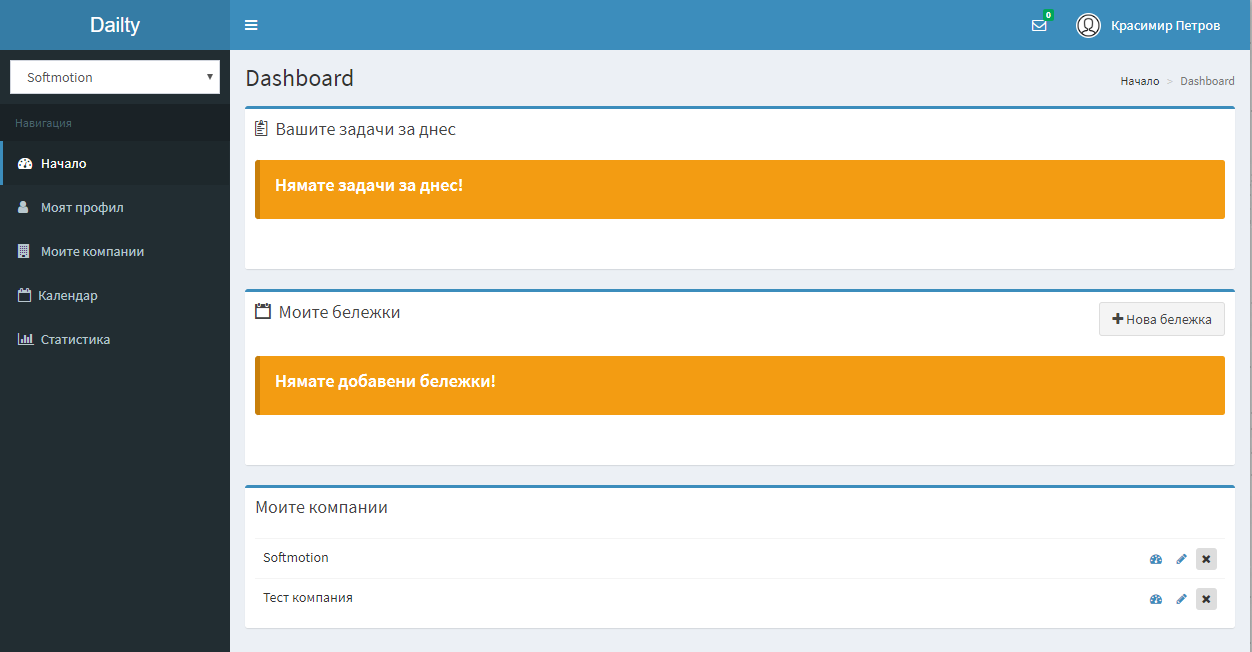 Dailty
0
Красимир Петров
Softmotion
Навигация
Начало
Моят профил
Моите компании
Календар
Статистика
Dashboard
Начало > Dashboard
Вашите задачи за днес
Нямате задачи за днес!
Моите бележки
Нова бележка
Нямате добавени бележки!
Моите компании
Softmotion
Тест компания